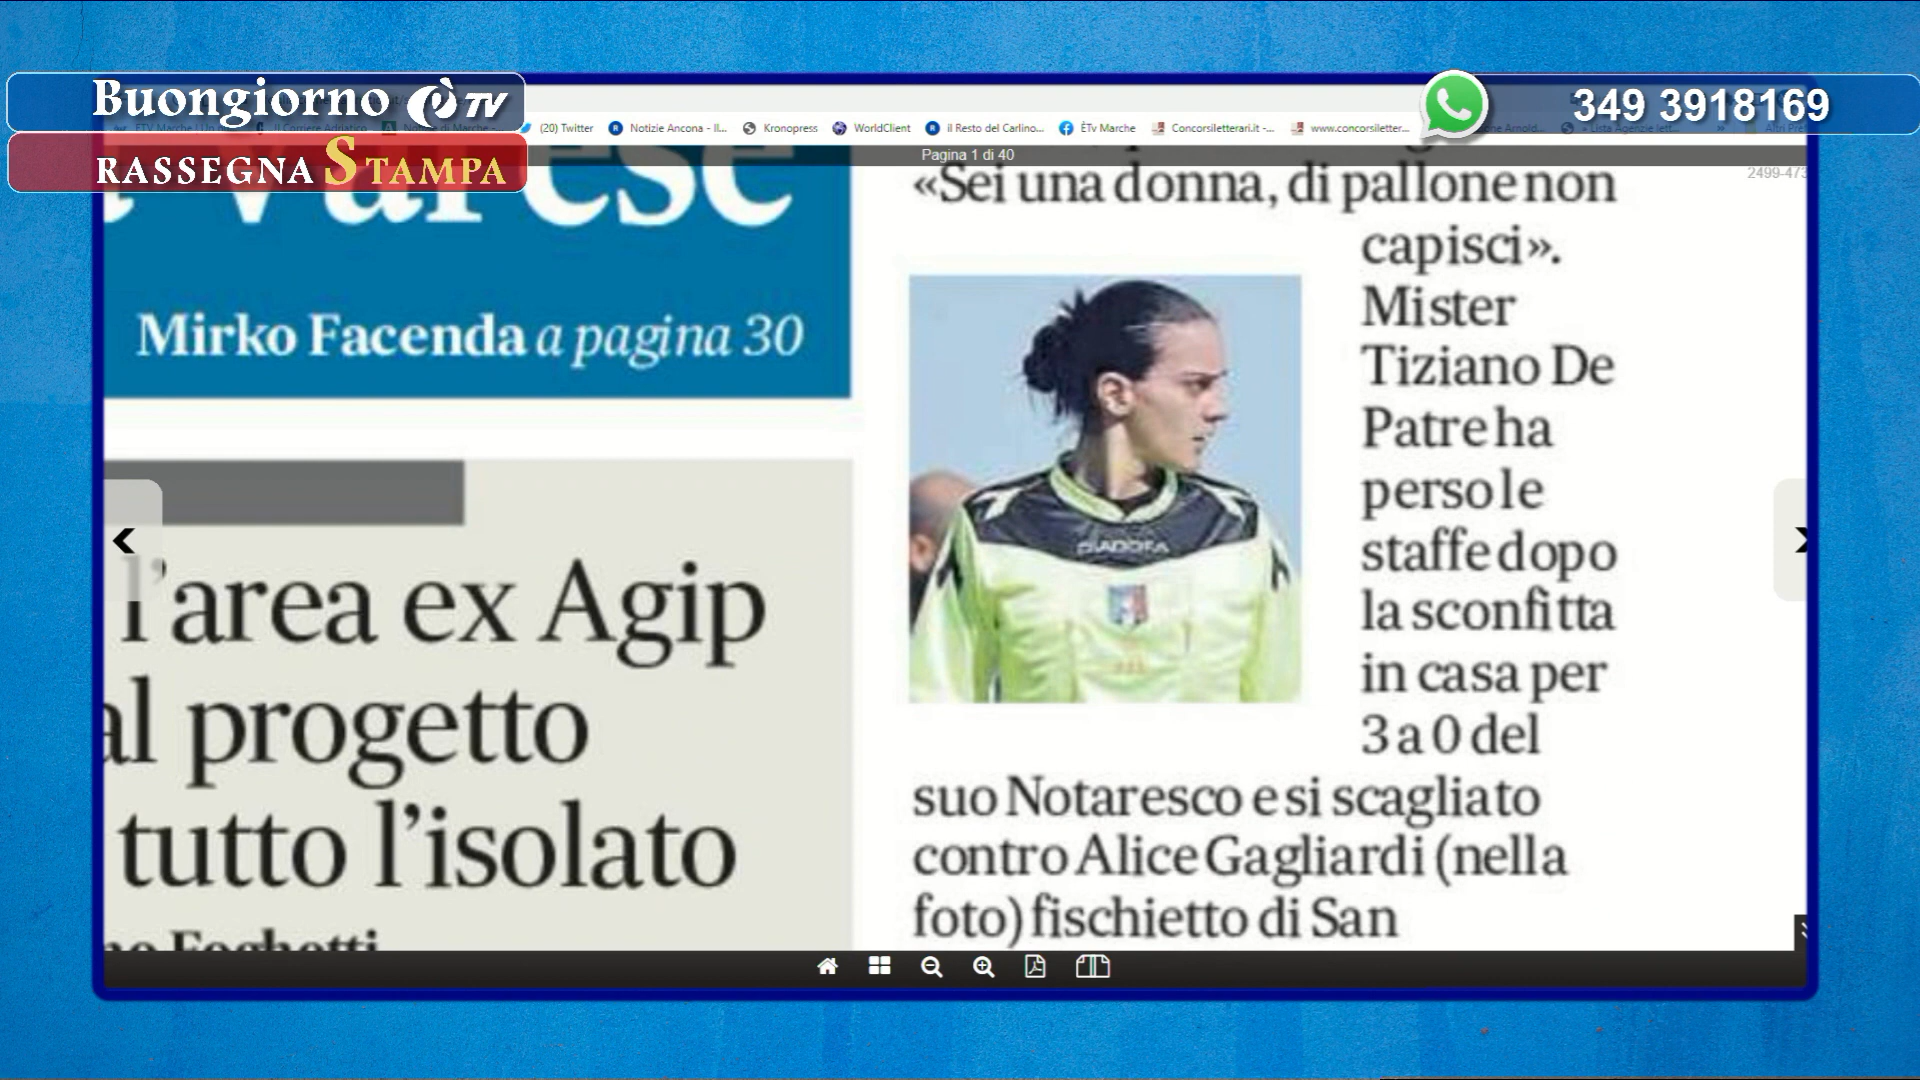 Buongiorno è TV
RASSEGNA STAMPA
349 3918169
(20) Twitter
Notizie Ancona - Il...
Kronopress
WorldClient
il Resto del Carlino...
ÈTv Marche
Concorsiletterari.it -...
www.concorsiletter...
Pagina 1 di 40
2499-473
Varese
Mirko Facenda a pagina 30
l’area ex Agip
al progetto
tutto l’isolato
«Sei una donna, di pallone non
capisci».
Mister
Tiziano De
Patre ha
perso le
staffe dopo
la sconfitta
in casa per
3 a 0 del
suo Notaresco e si scagliato
contro Alice Gagliardi (nella
foto) fischietto di San
DIADORA